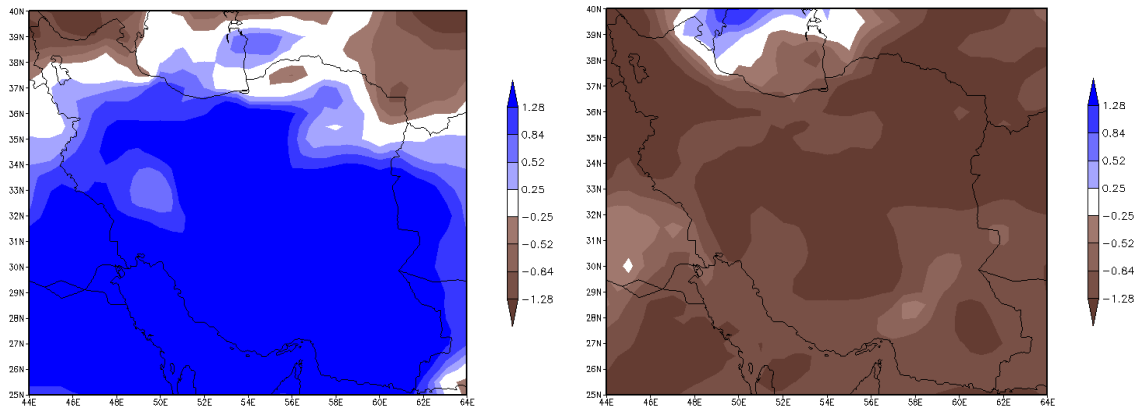 40N
39N
38N
37N
36N
35N
34N
33N
32N
31N
30N
29N
28N
27N
26N
25N
44E 46E 48E 50E 52E 54E 56E 58E 60E 62E 64E
1.28
0.84
0.52
0.25
−0.25
−0.52
−0.84
−1.28
40N
39N
38N
37N
36N
35N
34N
33N
32N
31N
30N
29N
28N
27N
26N
25N
44E 46E 48E 50E 52E 54E 56E 58E 60E 62E 64E
1.28
0.84
0.52
0.25
−0.25
−0.52
−0.84
−1.28